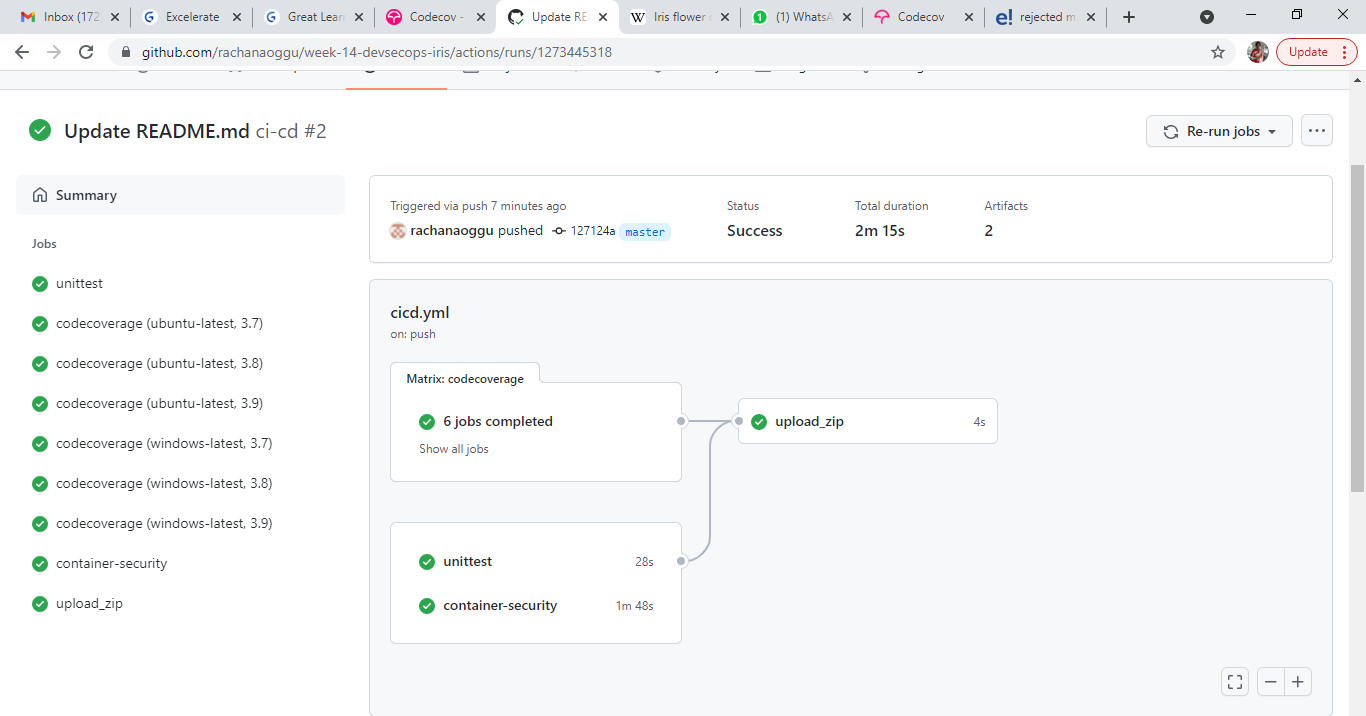 Inbox (172
Excelerate
Great Lear
Codecov -
Update RE
Iris flower
(1) WhatsA
Codecov
rejected m
github.com/rachanaoggu/week-14-devsecops-iris/actions/runs/1273445318
Update
Update README.md ci-cd #2
Re-run jobs
Summary
Jobs
unittest
codecoverage (ubuntu-latest, 3.7)
codecoverage (ubuntu-latest, 3.8)
codecoverage (ubuntu-latest, 3.9)
codecoverage (windows-latest, 3.7)
codecoverage (windows-latest, 3.8)
codecoverage (windows-latest, 3.9)
container-security
upload_zip
Triggered via push 7 minutes ago
rachanaoggu pushed 127124a master
Status
Success
Total duration
2m 15s
Artifacts
2
cicd.yml
on: push
Matrix: codecoverage
6 jobs completed
Show all jobs
upload_zip 4s
unittest 28s
container-security 1m 48s